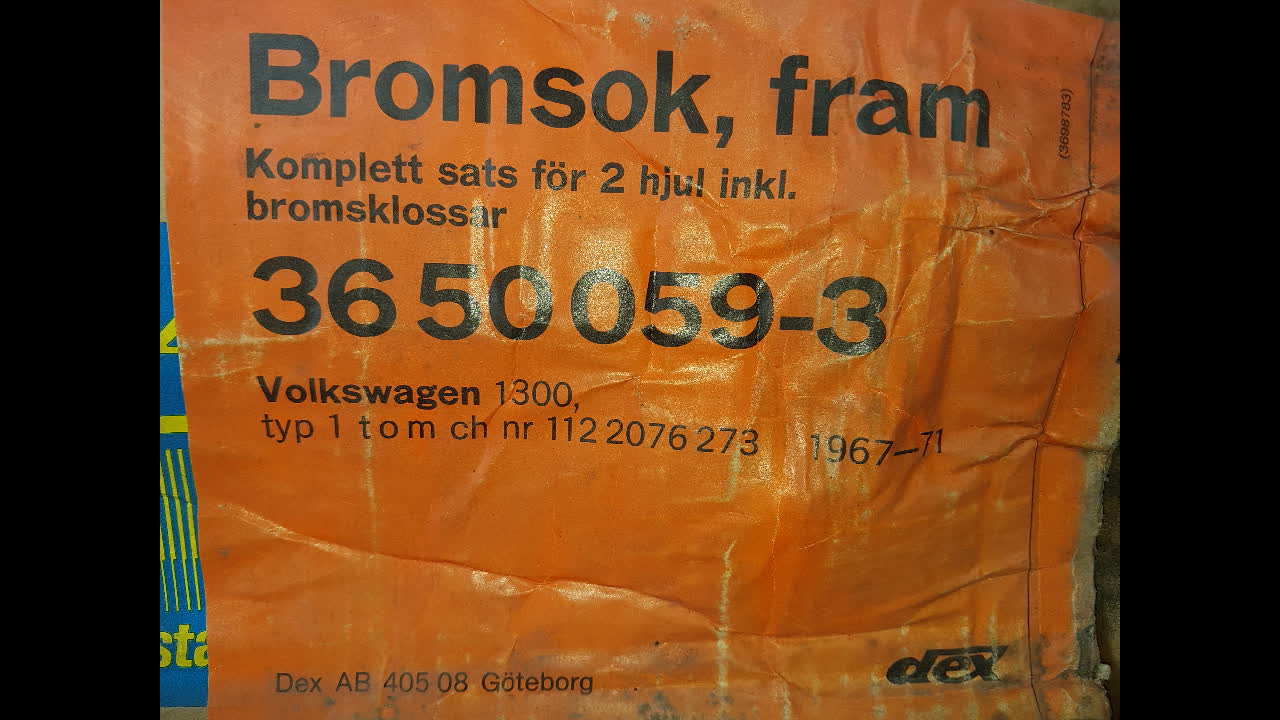 Bromsok, fram
(3698783)
Komplett sats för 2 hjul inkl.
bromsklossar
36 50 059-3
Volkswagen 1300,
typ 1 t o m ch nr 112 2076 273 1967–71
sta
dex
Dex AB 405 08 Göteborg